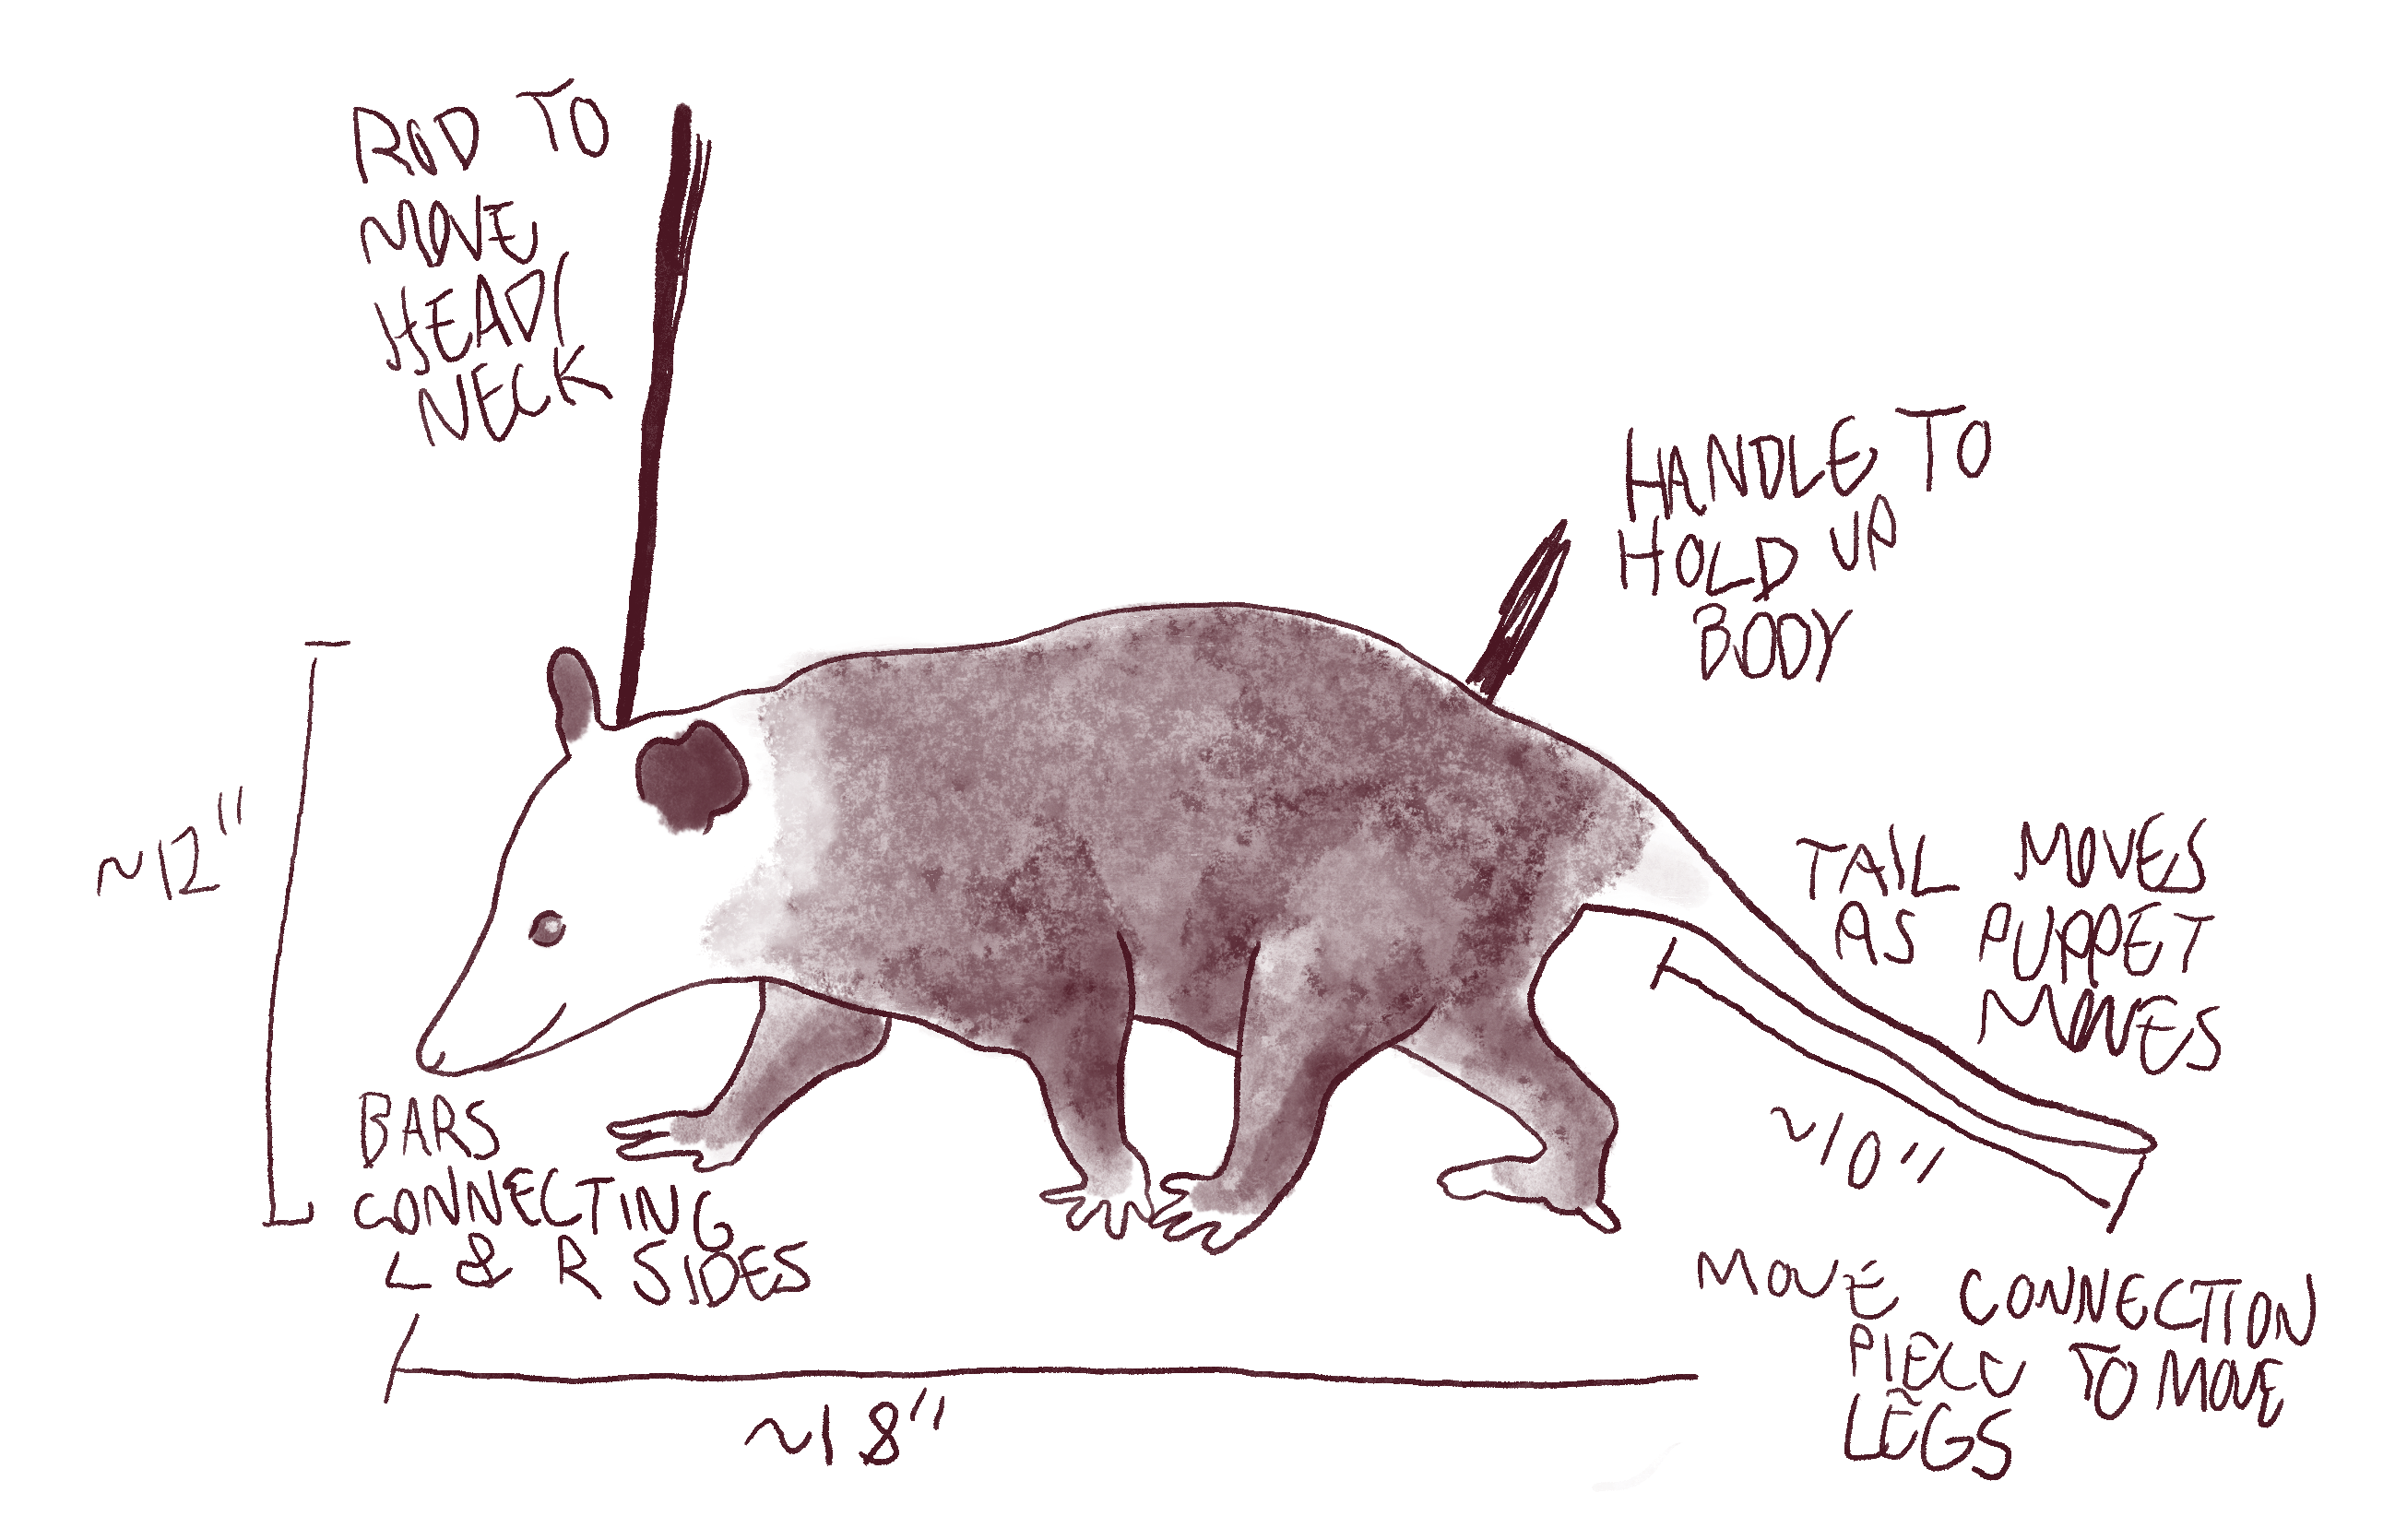 ROD TO
MOVE
HEAD/
NECK
HANDLE TO
HOLD UP
BODY
~12"
TAIL MOVES
AS PUPPET
MOVES
~10"
BARS
CONNECTING
L & R SIDES
MOVE CONNECTION
PIECE TO MOVE
LEGS
~18"